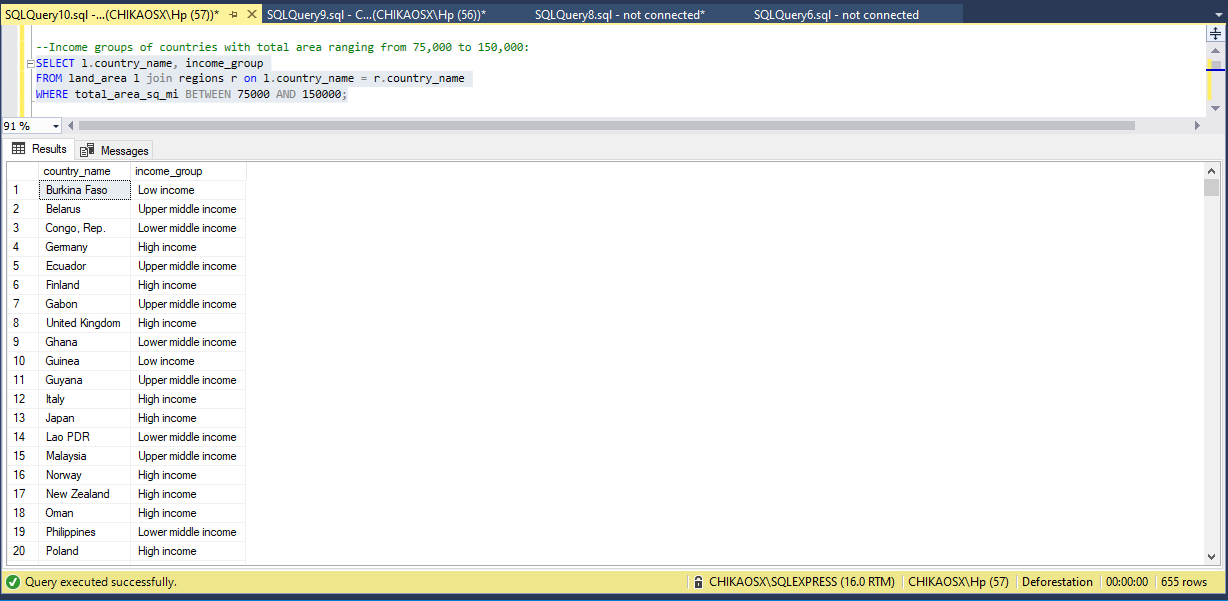 SQLQuery10.sql -...(CHIKAOSX\Hp (57))* SQLQuery9.sql - C...(CHIKAOSX\Hp (56))* SQLQuery8.sql - not connected* SQLQuery6.sql - not connected
--Income groups of countries with total area ranging from 75,000 to 150,000:
SELECT l.country_name, income_group
FROM land_area l join regions r on l.country_name = r.country_name
WHERE total_area_sq_mi BETWEEN 75000 AND 150000;
91 %
Results Messages
country_name income_group
1 Burkina Faso Low income
2 Belarus Upper middle income
3 Congo, Rep. Lower middle income
4 Germany High income
5 Ecuador Upper middle income
6 Finland High income
7 Gabon Upper middle income
8 United Kingdom High income
9 Ghana Lower middle income
10 Guinea Low income
11 Guyana Upper middle income
12 Italy High income
13 Japan High income
14 Lao PDR Lower middle income
15 Malaysia Upper middle income
16 Norway High income
17 New Zealand High income
18 Oman High income
19 Philippines Lower middle income
20 Poland High income
Query executed successfully. CHIKAOSX\SQLEXPRESS (16.0 RTM) CHIKAOSX\Hp (57) Deforestation 00:00:00 655 rows